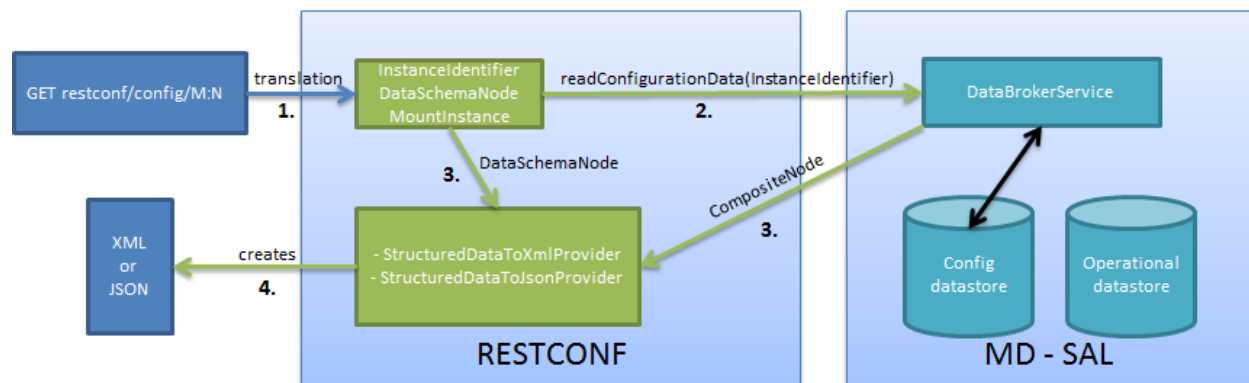 GET restconf/config/M:N
translation
1.
InstanceIdentifier
DataSchemaNode
MountInstance
readConfigurationData(InstanceIdentifier)
2.
DataBrokerService
3.
DataSchemaNode
CompositeNode
3.
XML
or
JSON
creates
4.
- StructuredDataToXmlProvider
- StructuredDataToJsonProvider
Config
datastore
Operational
datastore
RESTCONF
MD - SAL